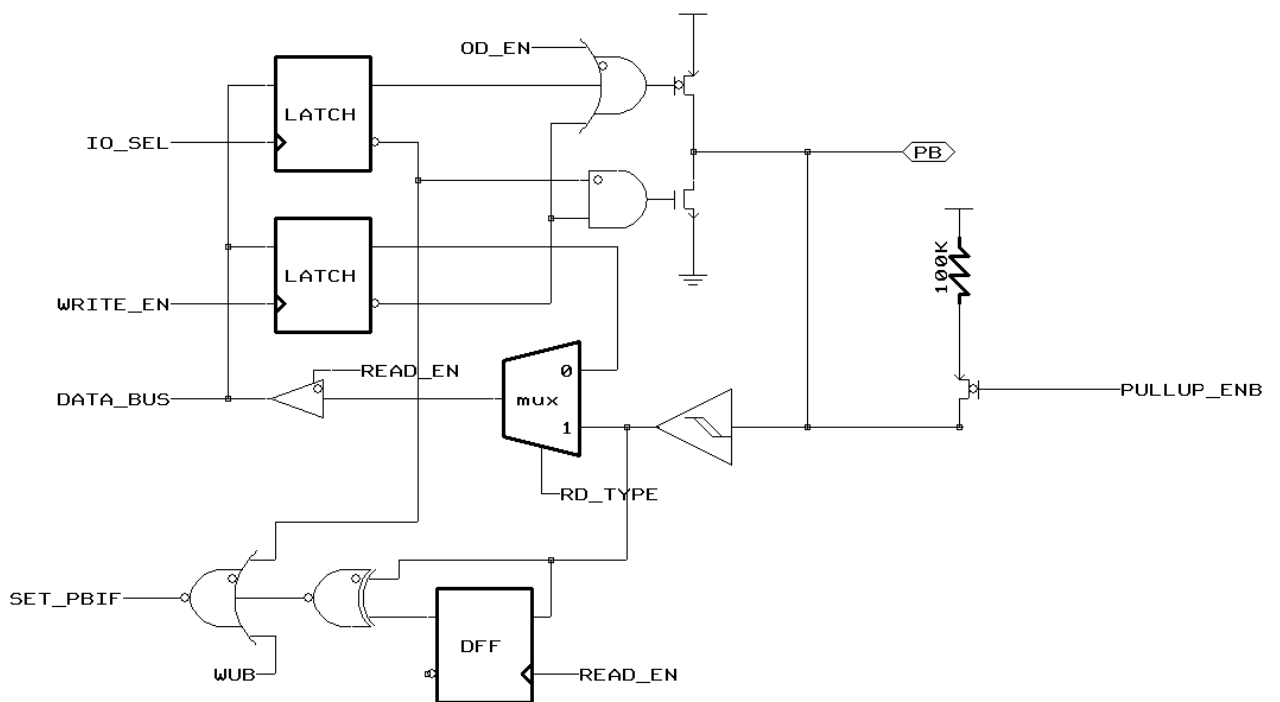 OD_EN
LATCH
IO_SEL
PB
LATCH
100K
WRITE_EN
READ_EN
0
DATA_BUS
mux
PULLUP_ENB
1
RD_TYPE
SET_PBIF
DFF
WUB
READ_EN